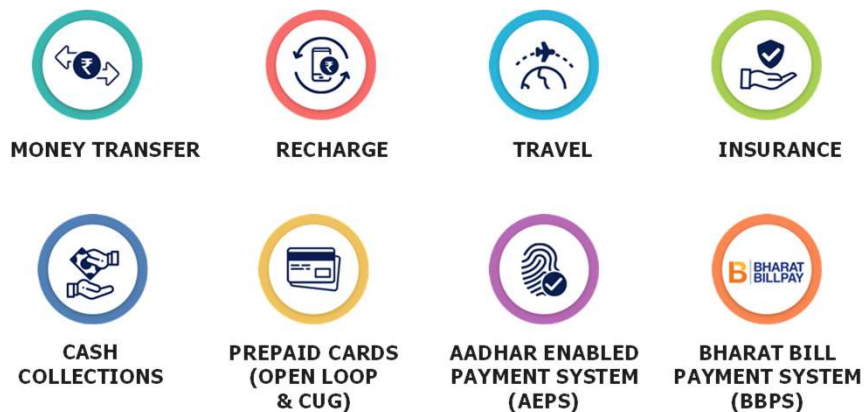 MONEY TRANSFER
RECHARGE
TRAVEL
INSURANCE
B BHARAT
BILLPAY
CASH
COLLECTIONS
PREPAID CARDS
(OPEN LOOP
& CUG)
AADHAR ENABLED
PAYMENT SYSTEM
(AEPS)
BHARAT BILL
PAYMENT SYSTEM
(BBPS)